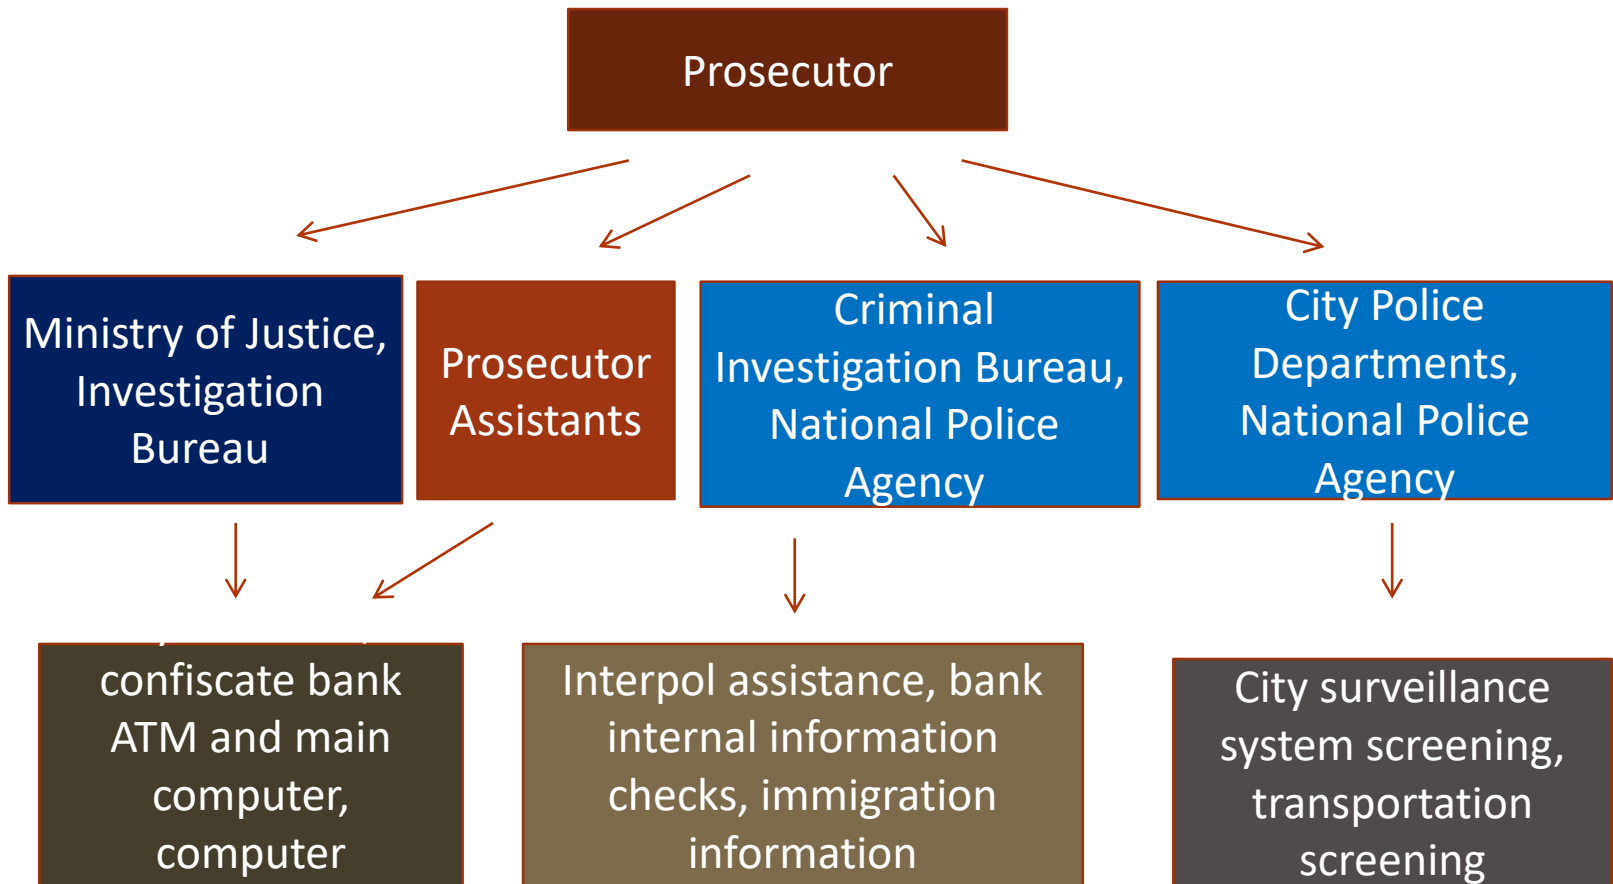 Prosecutor
Ministry of Justice,
Investigation
Bureau
Prosecutor
Assistants
Criminal
Investigation Bureau,
National Police
Agency
City Police
Departments,
National Police
Agency
confiscate bank
ATM and main
computer,
computer
Interpol assistance, bank
internal information
checks, immigration
information
City surveillance
system screening,
transportation
screening